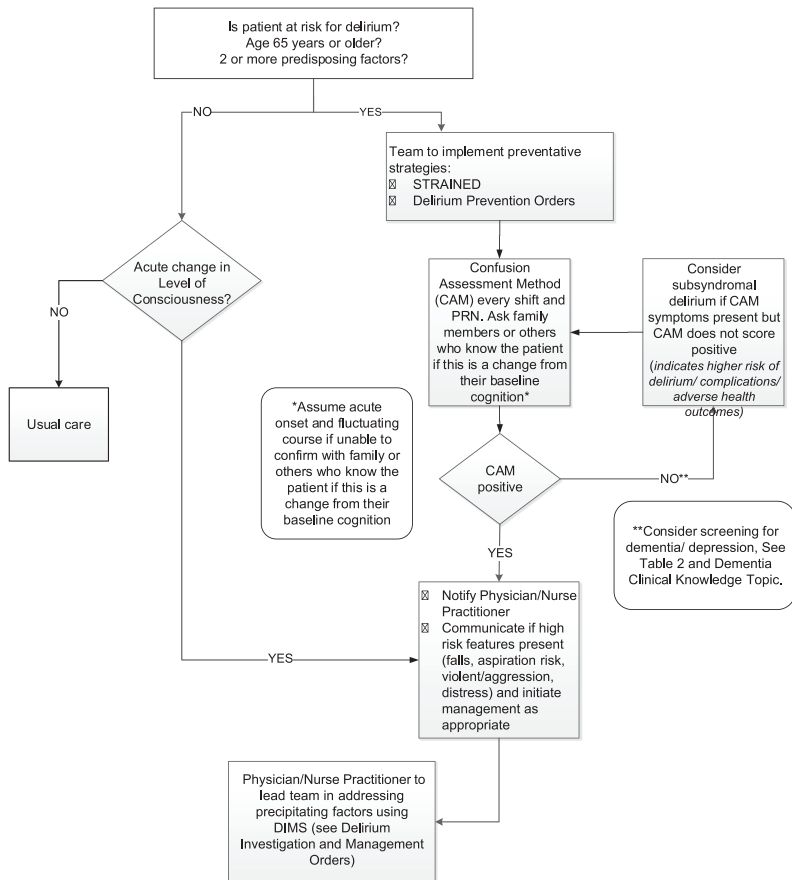 Is patient at risk for delirium?
Age 65 years or older?
2 or more predisposing factors?
NO
YES
Team to implement preventative
strategies:
STRAINED
Delirium Prevention Orders
Acute change in
Level of
Consciousness?
NO
Usual care
Confusion
Assessment Method
(CAM) every shift and
PRN. Ask family
members or others
who know the patient
if this is a change from
their baseline
cognition*
Consider
subsyndromal
delirium if CAM
symptoms present but
CAM does not score
positive
(indicates higher risk of
delirium/ complications/
adverse health
outcomes)
*Assume acute
onset and fluctuating
course if unable to
confirm with family or
others who know the
patient if this is a
change from their
baseline cognition
CAM
positive
NO**
**Consider screening for
dementia/ depression, See
Table 2 and Dementia
Clinical Knowledge Topic.
YES
YES
Notify Physician/Nurse
Practitioner
Communicate if high
risk features present
(falls, aspiration risk,
violent/aggression,
distress) and initiate
management as
appropriate
Physician/Nurse Practitioner to
lead team in addressing
precipitating factors using
DIMS (see Delirium
Investigation and Management
Orders)